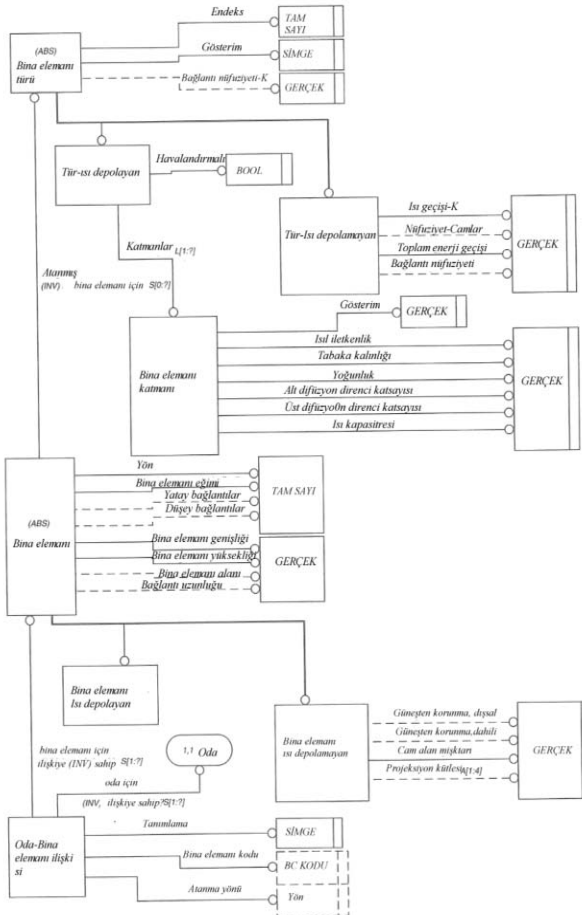 Endeks
TAM
SAYI
(ABS)
Bina elemanı
türü
Gösterim
SİMGE
Bağlantı nüfuziyeti-K
GERÇEK
Tür-ısı depolayan
Havalandırmalı
BOOL
Tür-Isı depolamayan
Isı geçişi-K
Nüfuziyet-Camlar
Toplam enerji geçişi
Bağlantı nüfuziyeti
GERÇEK
Katmanlar L[1:?]
Atanmış
(INV) bina elemanı için S[0:?]
Gösterim
GERÇEK
Bina elemanı
katmanı
Isıl iletkenlik
Tabaka kalınlığı
Yoğunluk
Alt difüzyon direnci katsayısı
Üst difüzyo0n direnci katsayısı
Isı kapasitresi
GERÇEK
Yön
Bina elemanı eğimi
Yatay bağlantılar
Düşey bağlantılar
TAM SAYI
(ABS)
Bina elemanı
Bina elemanı genişliği
Bina elemanı yüksekliği
Bina elemanı alanı
Bağlantı uzunluğu
GERÇEK
Bina elemanı
Isı depolayan
Bina elemanı
ısı depolamayan
Güneşten korunma, dışsal
Güneşten korunma,dahili
Cam alan mişktarı
Projeksiyon kütlesi A[1:4]
GERÇEK
bina elemanı için
ilişkiye (INV) sahip S[1:?]
1,1 Oda
oda için
(INV, ilişkiye sahip?S[1:?]
Oda-Bina
elemanı ilişki
si
Tanımlama
SİMGE
Bina elemanı kodu
BC KODU
Atanma yönü
Yön